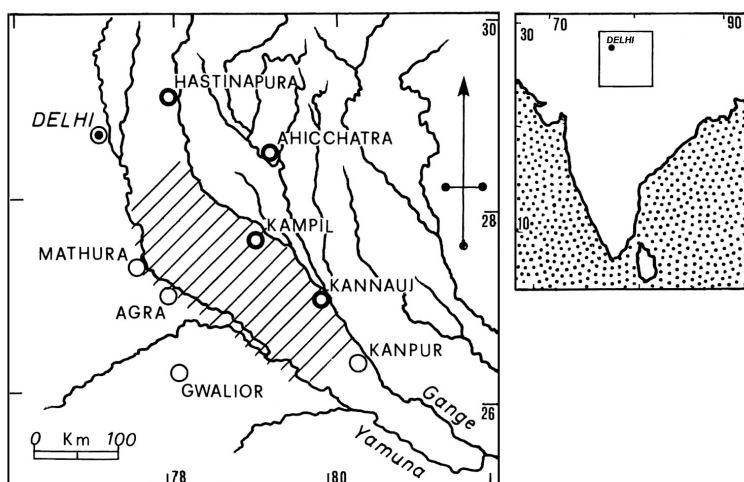 30
HASTINAPURA
DELHI
AHICCHATRA
28
KAMPIL
MATHURA
KANNAUJ
AGRA
KANPUR
GWALIOR
Gange
26
Yamuna
0 Km 100
78
80
70
90
30
DELHI
10